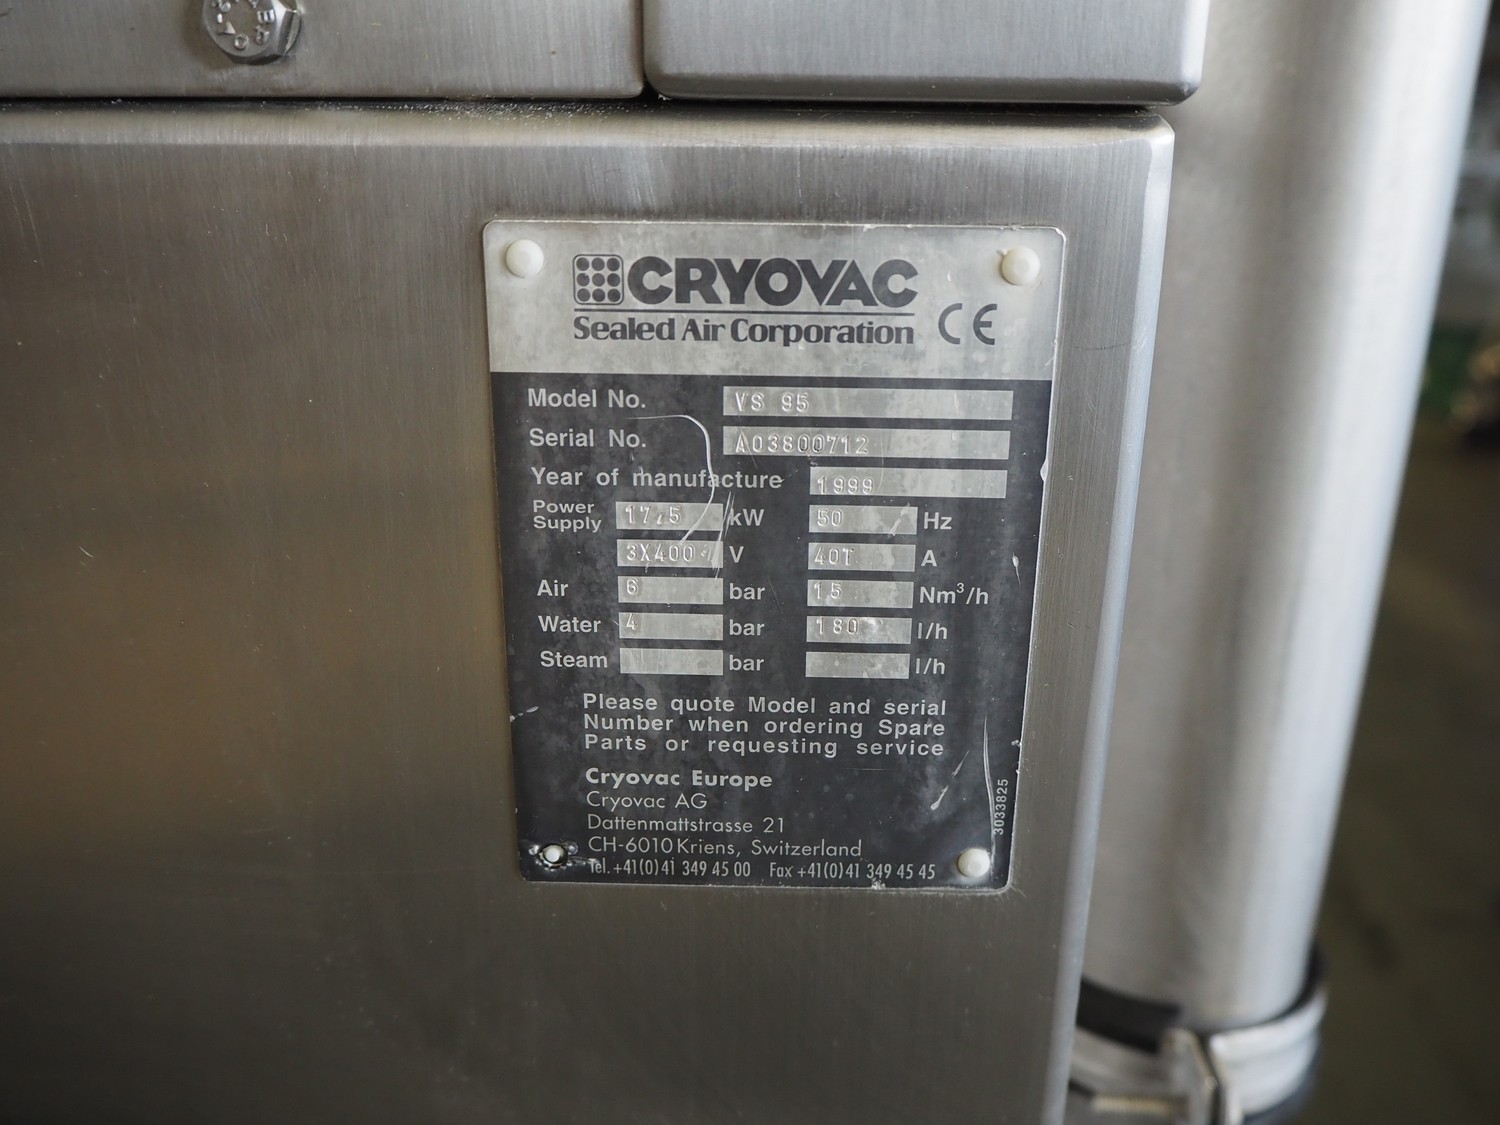 CRYOVAC
Sealed Air Corporation CE
Model No. VS 95
Serial No. A03800712
Year of manufacture 1999
Power Supply 17,5 kW 50 Hz
3X400 V 40T A
Air 6 bar 15 Nm³/h
Water 4 bar 180 l/h
Steam bar l/h
Please quote Model and serial
Number when ordering Spare
Parts or requesting service
Cryovac Europe
Cryovac AG
Dattenmattstrasse 21
CH-6010 Kriens, Switzerland
Tel. +41(0)41 349 45 00 Fax +41(0)41 349 45 45
3033825